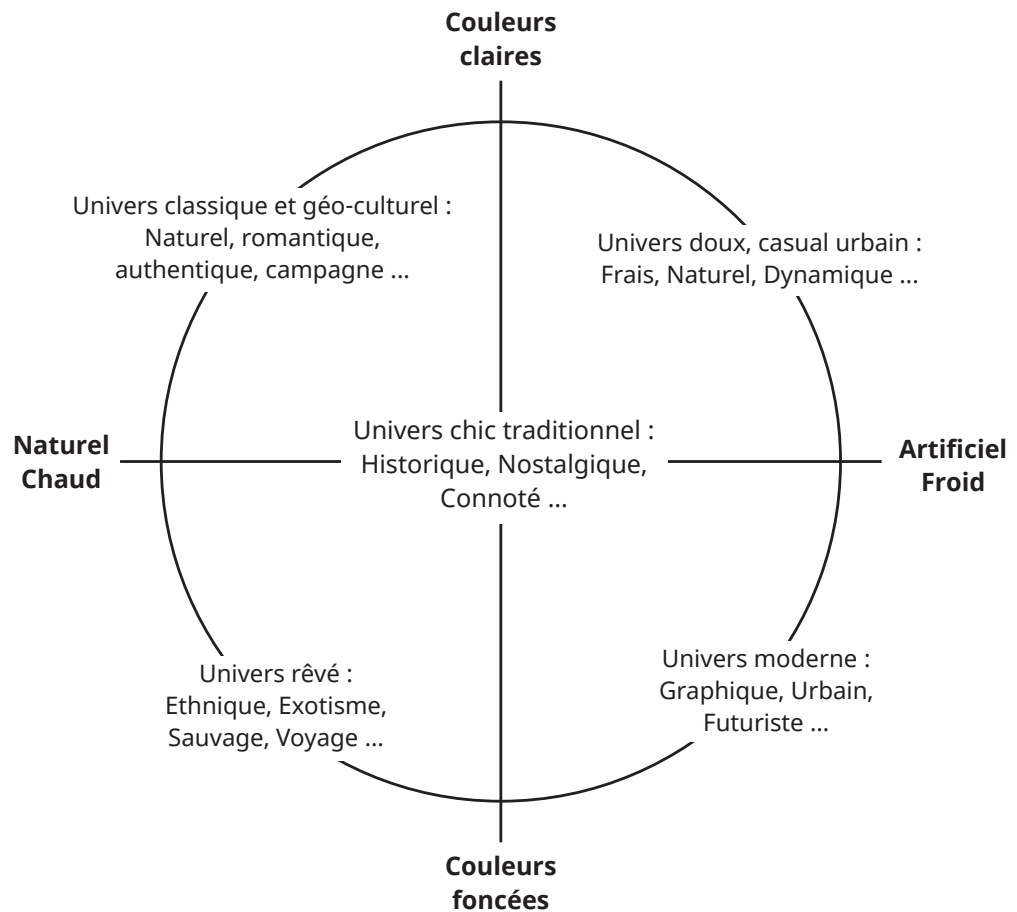 Couleurs
claires
Univers classique et géo-culturel :
Naturel, romantique,
authentique, campagne ...
Univers doux, casual urbain :
Frais, Naturel, Dynamique ...
Naturel
Chaud
Univers chic traditionnel :
Historique, Nostalgique,
Connoté ...
Artificiel
Froid
Univers rêvé :
Ethnique, Exotisme,
Sauvage, Voyage ...
Univers moderne :
Graphique, Urbain,
Futuriste ...
Couleurs
foncées